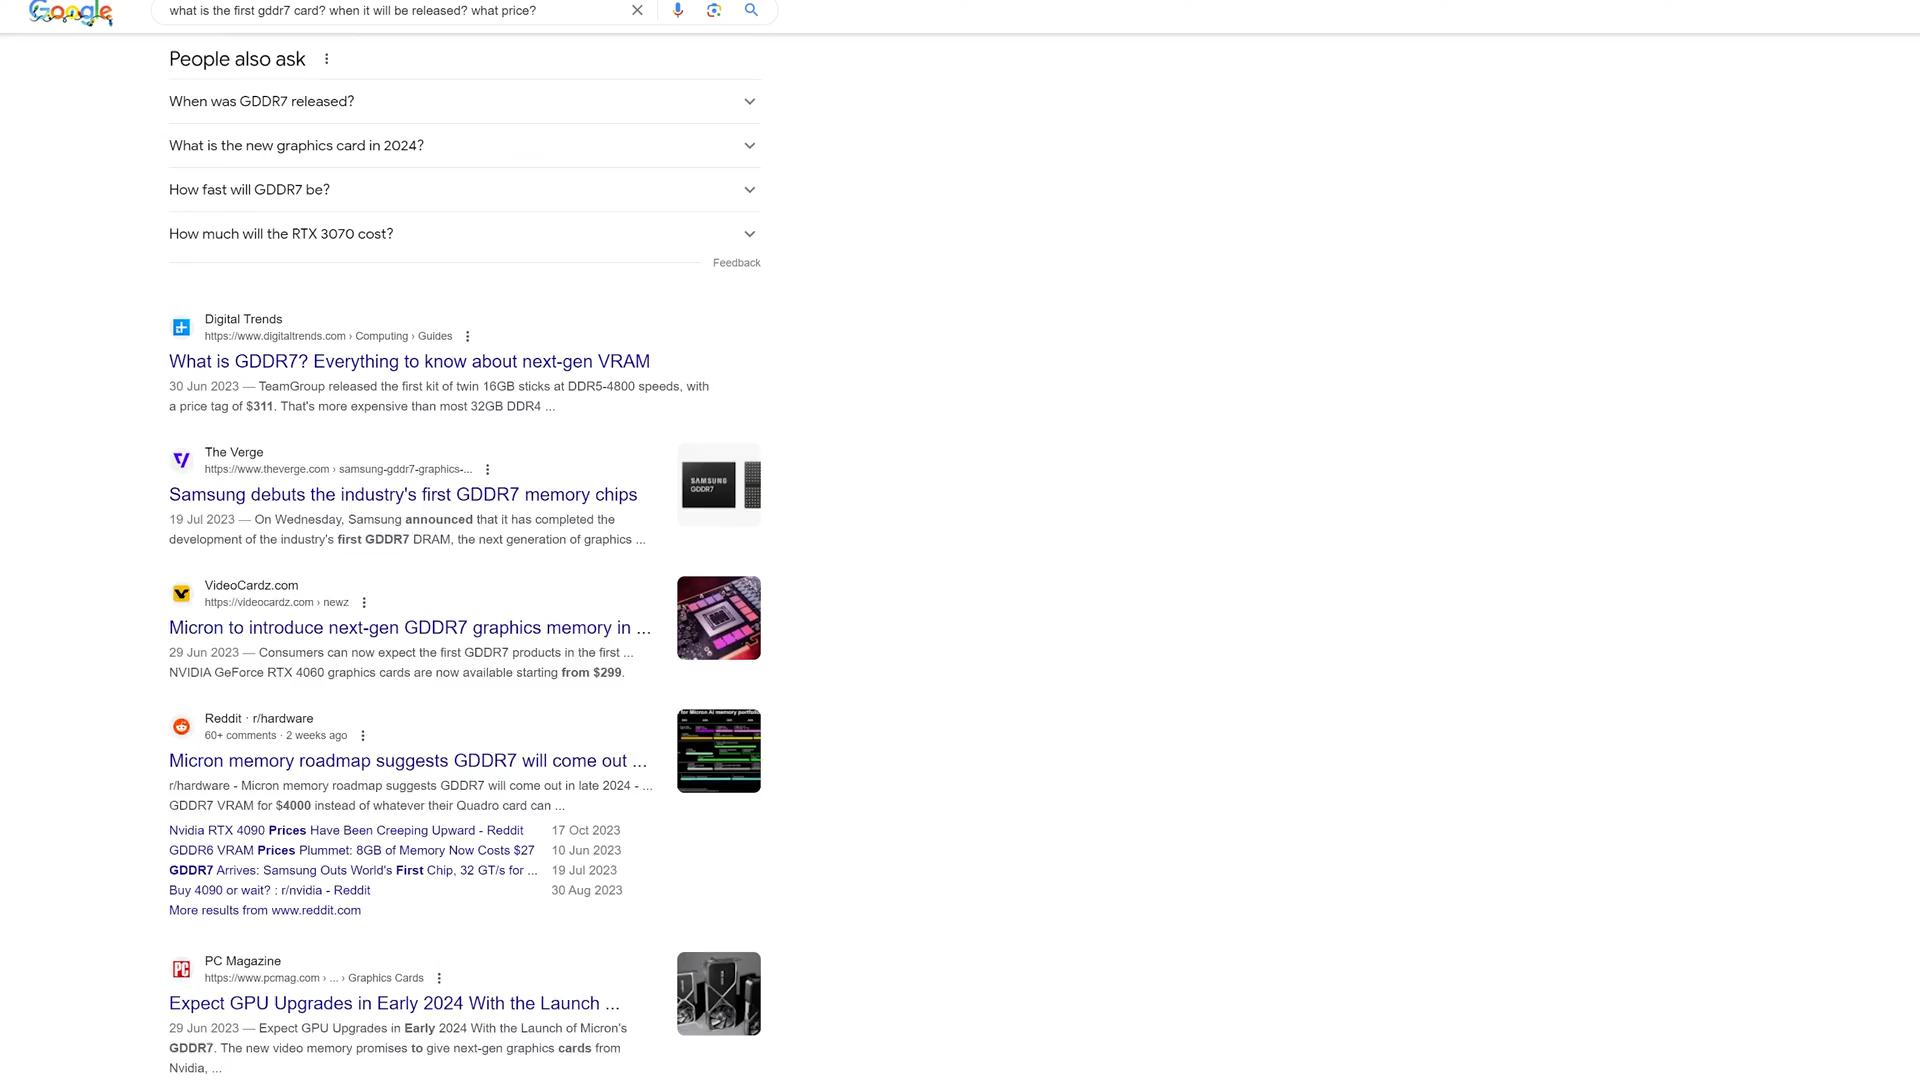 Google
what is the first gddr7 card? when it will be released? what price?
People also ask
When was GDDR7 released?
What is the new graphics card in 2024?
How fast will GDDR7 be?
How much will the RTX 3070 cost?
Feedback
Digital Trends
https://www.digitaltrends.com › Computing › Guides
What is GDDR7? Everything to know about next-gen VRAM
30 Jun 2023 — TeamGroup released the first kit of twin 16GB sticks at DDR5-4800 speeds, with
a price tag of $311. That's more expensive than most 32GB DDR4 ...
The Verge
https://www.theverge.com › samsung-gddr7-graphics-...
Samsung debuts the industry's first GDDR7 memory chips
19 Jul 2023 — On Wednesday, Samsung announced that it has completed the
development of the industry's first GDDR7 DRAM, the next generation of graphics ...
SAMSUNG
GDDR7
VideoCardz.com
https://videocardz.com › newz
Micron to introduce next-gen GDDR7 graphics memory in ...
29 Jun 2023 — Consumers can now expect the first GDDR7 products in the first ...
NVIDIA GeForce RTX 4060 graphics cards are now available starting from $299.
Reddit · r/hardware
60+ comments · 2 weeks ago
Micron memory roadmap suggests GDDR7 will come out ...
r/hardware - Micron memory roadmap suggests GDDR7 will come out in late 2024 - ...
GDDR7 VRAM for $4000 instead of whatever their Quadro card can ...
for Micron AI memory portfolio
Nvidia RTX 4090 Prices Have Been Creeping Upward - Reddit 17 Oct 2023
GDDR6 VRAM Prices Plummet: 8GB of Memory Now Costs $27 10 Jun 2023
GDDR7 Arrives: Samsung Outs World's First Chip, 32 GT/s for ... 19 Jul 2023
Buy 4090 or wait? : r/nvidia - Reddit 30 Aug 2023
More results from www.reddit.com
PC Magazine
https://www.pcmag.com › ... › Graphics Cards
Expect GPU Upgrades in Early 2024 With the Launch ...
29 Jun 2023 — Expect GPU Upgrades in Early 2024 With the Launch of Micron's
GDDR7. The new video memory promises to give next-gen graphics cards from
Nvidia, ...